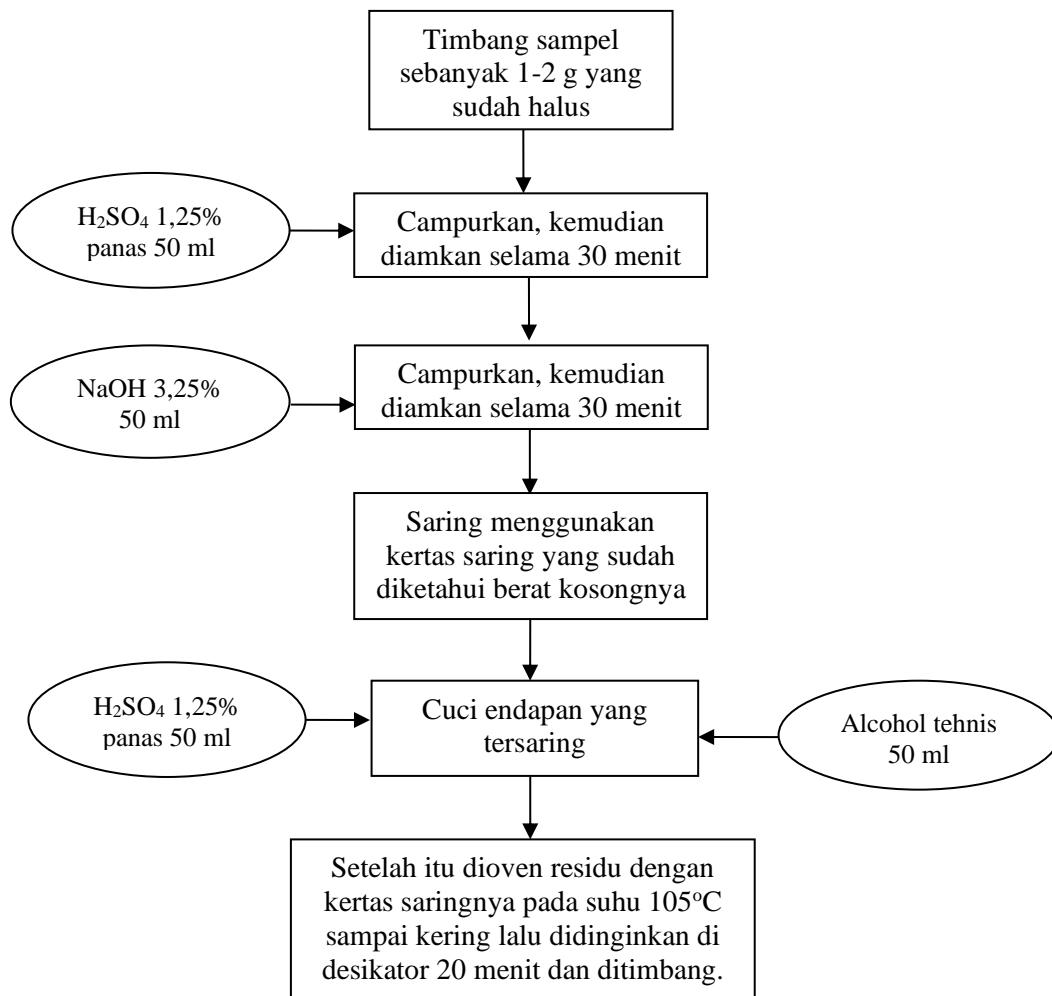 Timbang sampel
sebanyak 1-2 g yang
sudah halus
H₂SO₄ 1,25%
panas 50 ml
Campurkan, kemudian
diamkan selama 30 menit
NaOH 3,25%
50 ml
Campurkan, kemudian
diamkan selama 30 menit
Saring menggunakan
kertas saring yang sudah
diketahui berat kosongnya
H₂SO₄ 1,25%
panas 50 ml
Cuci endapan yang
tersaring
Alcohol tehnis
50 ml
Setelah itu dioven residu dengan
kertas saringnya pada suhu 105ᵒC
sampai kering lalu didinginkan di
desikator 20 menit dan ditimbang.